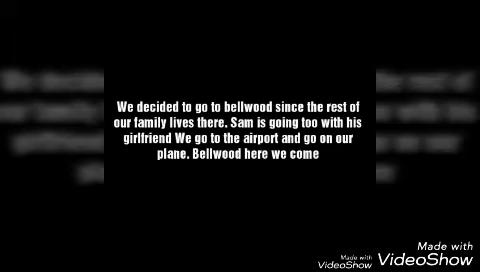 We decided to go to bellwood since the rest of
our family lives there. Sam is going too with his
girlfriend We go to the airport and go on our
plane. Bellwood here we come
Made with
VideoShow
Made with
VideoShow